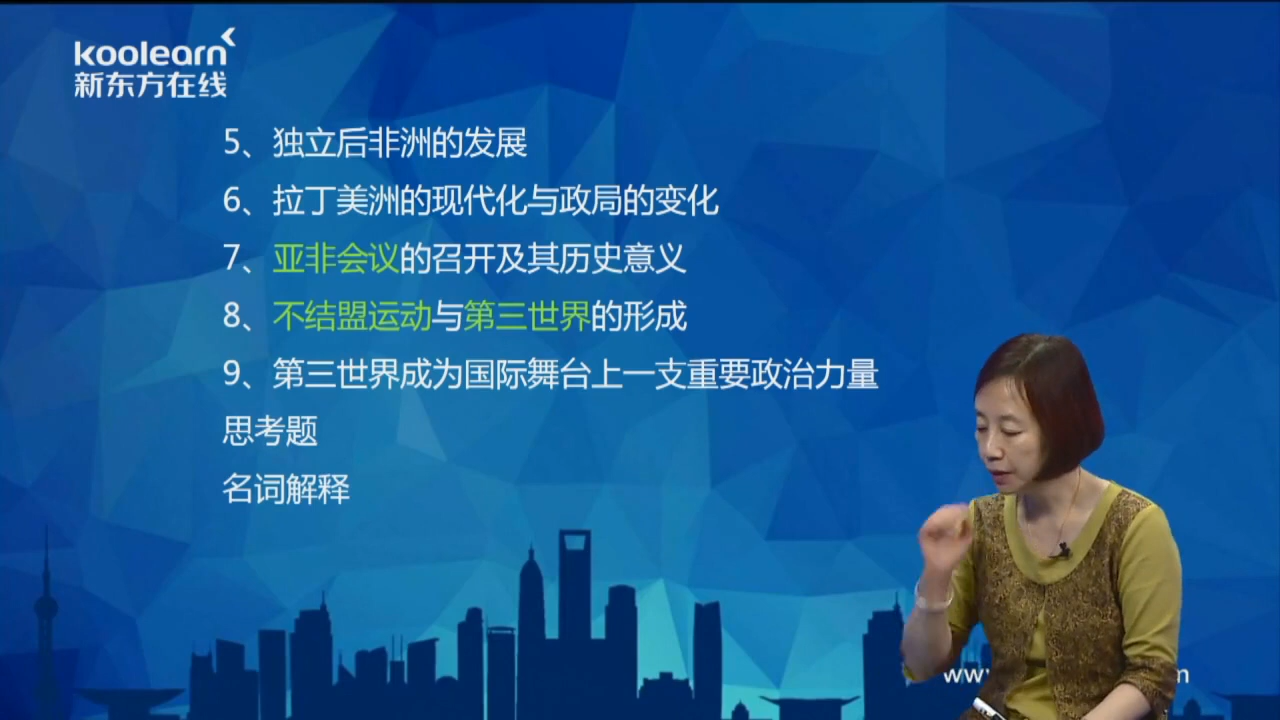 koolearn
新东方在线
5、独立后非洲的发展
6、拉丁美洲的现代化与政局的变化
7、亚非会议的召开及其历史意义
8、不结盟运动与第三世界的形成
9、第三世界成为国际舞台上一支重要政治力量
思考题
名词解释